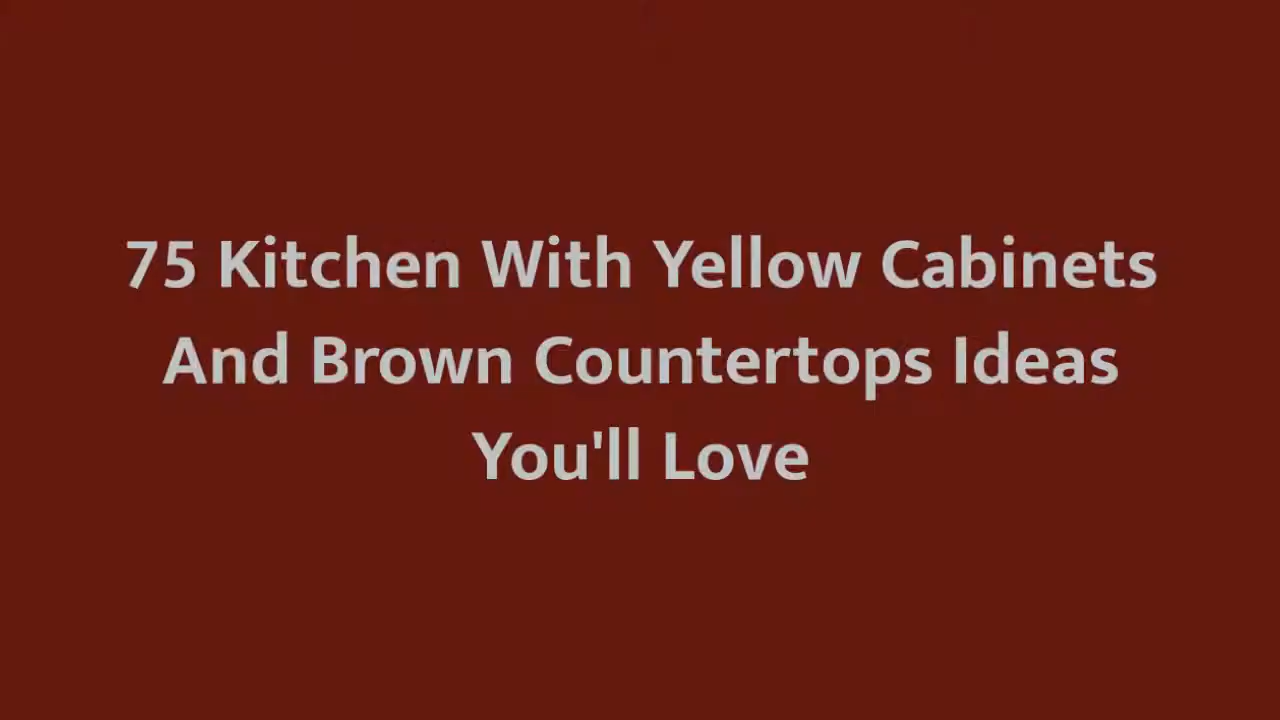 75 Kitchen With Yellow Cabinets
And Brown Countertops Ideas
You'll Love